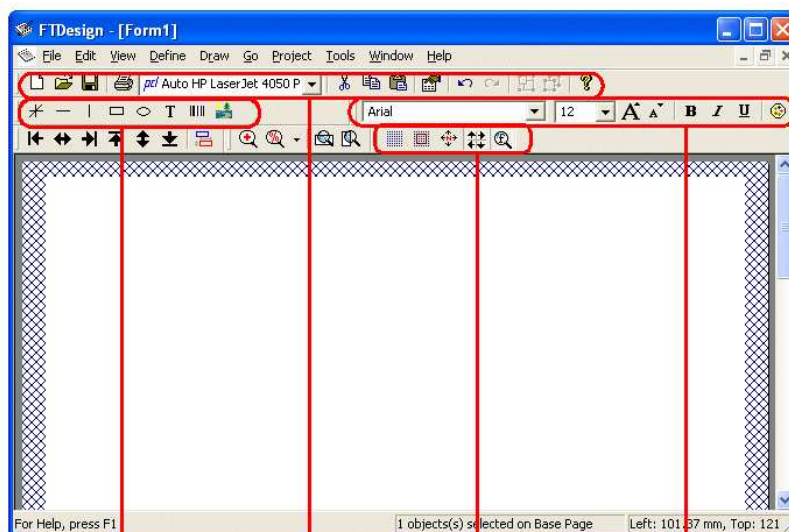 FTDesign - [Form1]
File Edit View Define Draw Go Project Tools Window Help
pcl Auto HP LaserJet 4050 P
T Arial 12 A A B I U
For Help, press F1 1 objects(s) selected on Base Page Left: 101.37 mm, Top: 121